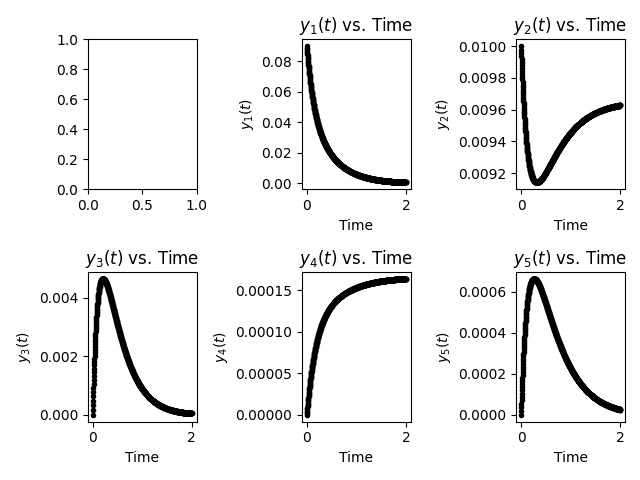 1.0
0.8
0.6
0.4
0.2
0.0
0.0 0.5 1.0
y₁(t) vs. Time
y₁(t)
0.08
0.06
0.04
0.02
0.00
0 2
Time
y₂(t) vs. Time
y₂(t)
0.0100
0.0098
0.0096
0.0094
0.0092
0 2
Time
y₃(t) vs. Time
y₃(t)
0.004
0.002
0.000
0 2
Time
y₄(t) vs. Time
y₄(t)
0.00015
0.00010
0.00005
0.00000
0 2
Time
y₅(t) vs. Time
y₅(t)
0.0006
0.0004
0.0002
0.0000
0 2
Time